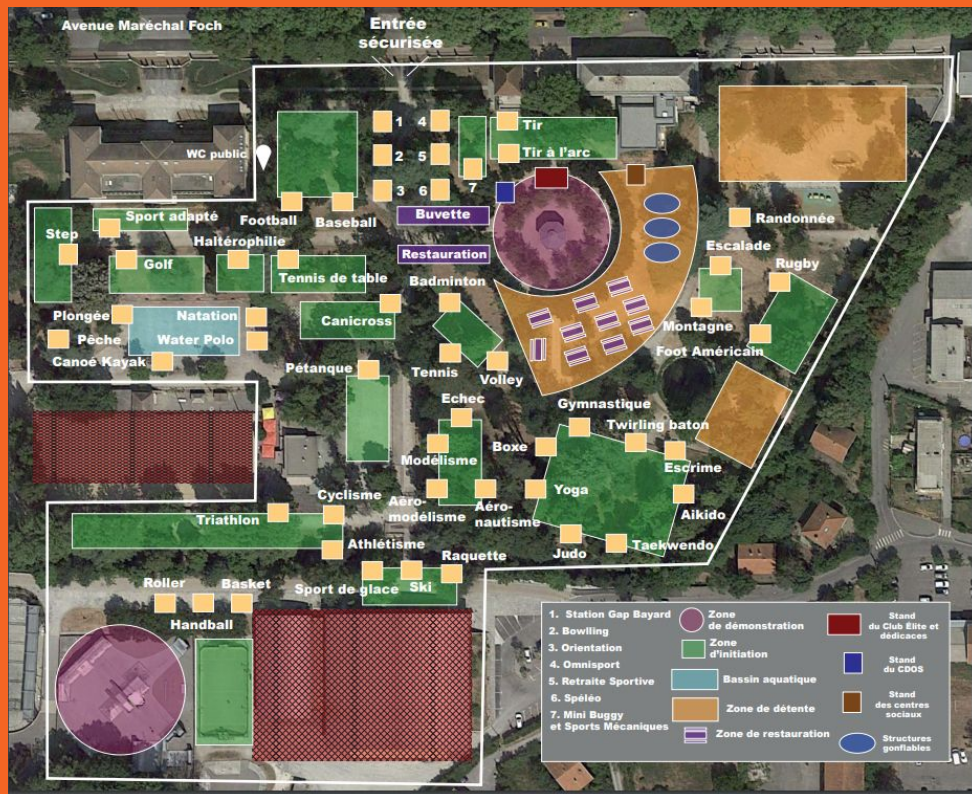 Avenue Maréchal Foch
Entrée
sécurisée
WC public
1
4
2
5
3
6
7
Tir
Tir à l'arc
Football
Baseball
Buvette
Restauration
Sport adapté
Step
Haltérophilie
Golf
Tennis de table
Badminton
Randonnée
Escalade
Rugby
Plongée
Natation
Canicross
Montagne
Pêche
Water Polo
Foot Américain
Canoé Kayak
Pétanque
Tennis
Volley
Echec
Gymnastique
Twirling baton
Boxe
Modélisme
Escrime
Yoga
Cyclisme
Aéro-
modélisme
Aéro-
nautisme
Aikido
Triathlon
Athlétisme
Judo
Taekwendo
Raquette
Sport de glace
Ski
Roller
Basket
Handball
1. Station Gap Bayard
2. Bowlling
3. Orientation
4. Omnisport
5. Retraite Sportive
6. Spéléo
7. Mini Buggy
et Sports Mécaniques
Zone
de démonstration
Zone
d'initiation
Bassin aquatique
Zone de détente
Zone de restauration
Stand
du Club Élite et
dédicaces
Stand
du CDOS
Stand
des centres
sociaux
Structures
gonflables